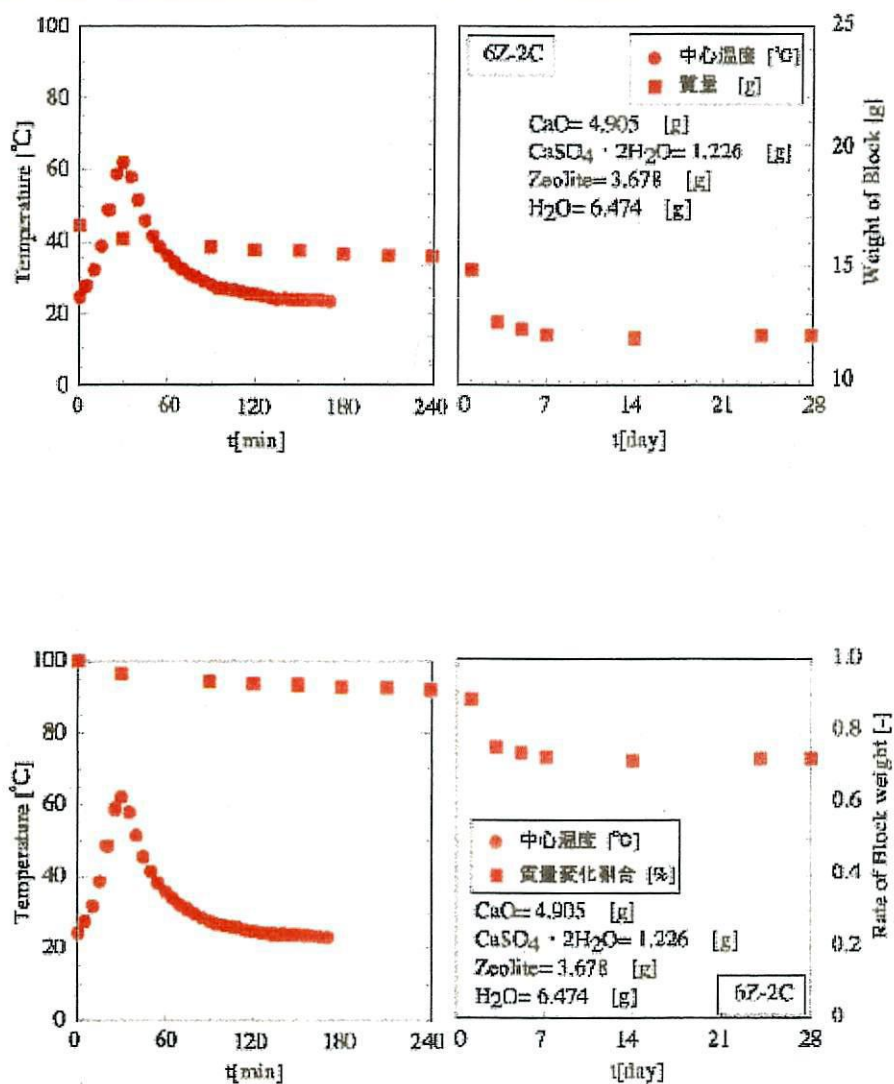 100
80
60
40
20
0
Temperature [℃]
0
60
120
180
240
t[min]
6Z-2C
中心温度 [℃]
質量 [g]
CaO= 4.905 [g]
CaSO₄・2H₂O= 1.226 [g]
Zeolite= 3.678 [g]
H₂O= 6.474 [g]
25
20
15
10
Weight of Block [g]
0
7
14
21
28
t[day]
100
80
60
40
20
0
Temperature [℃]
0
60
120
180
240
t[min]
中心温度 [℃]
質量変化割合 [%]
CaO= 4.905 [g]
CaSO₄・2H₂O= 1.226 [g]
Zeolite= 3.678 [g]
H₂O= 6.474 [g]
6Z-2C
1.0
0.8
0.6
0.4
0.2
0
Rate of Block weight [-]
0
7
14
21
28
t[day]